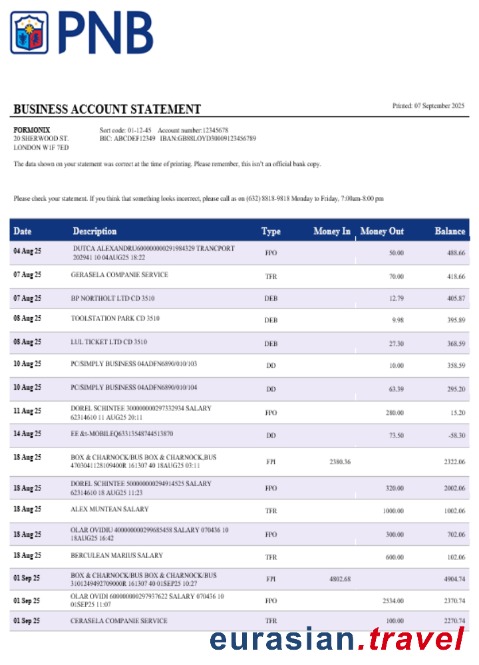 PNB
BUSINESS ACCOUNT STATEMENT
Printed: 07 September 2025
FORMONIX
20 SHERWOOD ST.
LONDON W1F 7ED
Sort code: 01-12-45 Account number:12345678
BIC: ABCDEF12349 IBAN:GB88LOYD30009123456789
The data shown on your statement was correct at the time of printing. Please remember, this isn't an official bank copy.
Please check your statement. If you think that something looks incorrect, please call as on (632) 8818-9818 Monday to Friday, 7:00am-8:00 pm
Date Description Type Money In Money Out Balance
04 Aug 25 DUTCA ALEXANDRU600000000291984329 TRANCPORT 202941 10 04AUG25 18:22 FPO 50.00 488.66
07 Aug 25 GERASELA COMPANIE SERVICE TFR 70.00 418.66
07 Aug 25 BP NORTHOLT LTD CD 3510 DEB 12.79 405.87
08 Aug 25 TOOLSTATION PARK CD 3510 DEB 9.98 395.89
08 Aug 25 LUL TICKET LTD CD 3510 DEB 27.30 368.59
10 Aug 25 PC/SIMPLY BUSINESS 04ADFN6890/010/103 DD 10.00 358.59
10 Aug 25 PC/SIMPLY BUSINESS 04ADFN6890/010/104 DD 63.39 295.20
11 Aug 25 DOREL SCHINTEE 300000000297332934 SALARY 62314610 11 AUG25 20:11 FPO 280.00 15.20
14 Aug 25 EE &t-MOBILEQ63313548744513870 DD 73.50 -58.30
18 Aug 25 BOX & CHARNOCK/BUS BOX & CHARNOCK,BUS 4703041128109400R 161307 40 18AUG25 03:11 FPI 2380.36 2322.06
18 Aug 25 DOREL SCHINTEE 500000000294914525 SALARY 62314610 18 AUG25 11:23 FPO 320.00 2002.06
18 Aug 25 ALEX MUNTEAN SALARY TFR 1000.00 1002.06
18 Aug 25 OLAR OVIDRU 400000000299685458 SALARY 070436 10 18AUG25 16:42 FPO 300.00 702.06
18 Aug 25 BERCULEAN MARIUS SALARY TFR 600.00 102.06
01 Sep 25 BOX & CHARNOCK/BUS BOX & CHARNOCK/BUS 3101249492709000R 161307 40 01SEP25 10:27 FPI 4802.68 4904.74
01 Sep 25 OLAR OVIDI 600000000297957622 SALARY 070436 10 01SEP25 11:07 FPO 2534.00 2370.74
01 Sep 25 CERASELA COMPANIE SERVICE TFR 100.00 2270.74
eurasian.travel